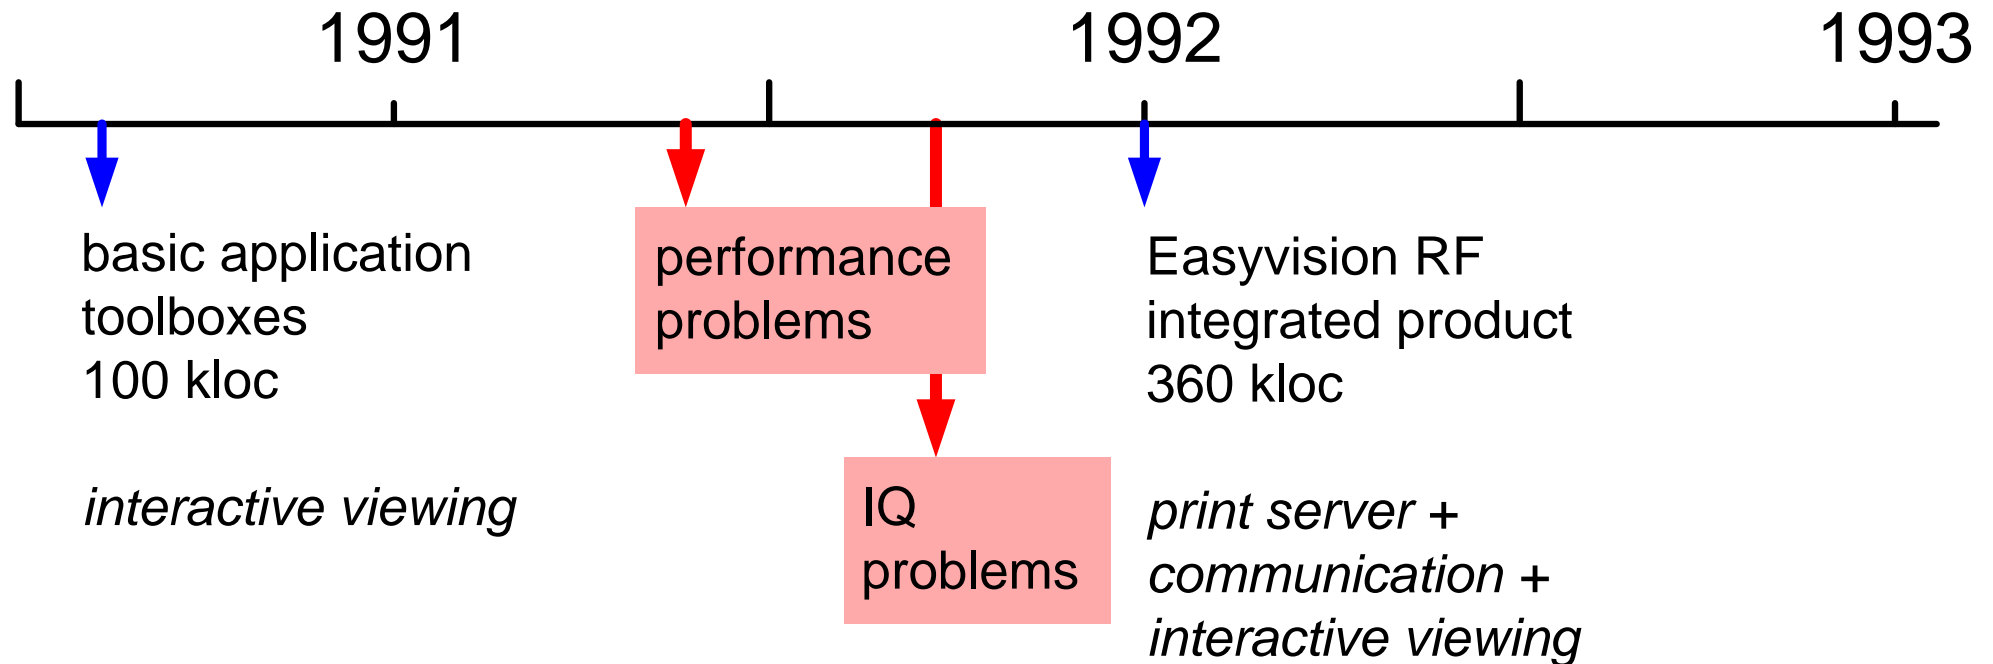 1991
1992
1993
basic application
toolboxes
100 kloc
interactive viewing
performance
problems
IQ
problems
Easyvision RF
integrated product
360 kloc
print server +
communication +
interactive viewing